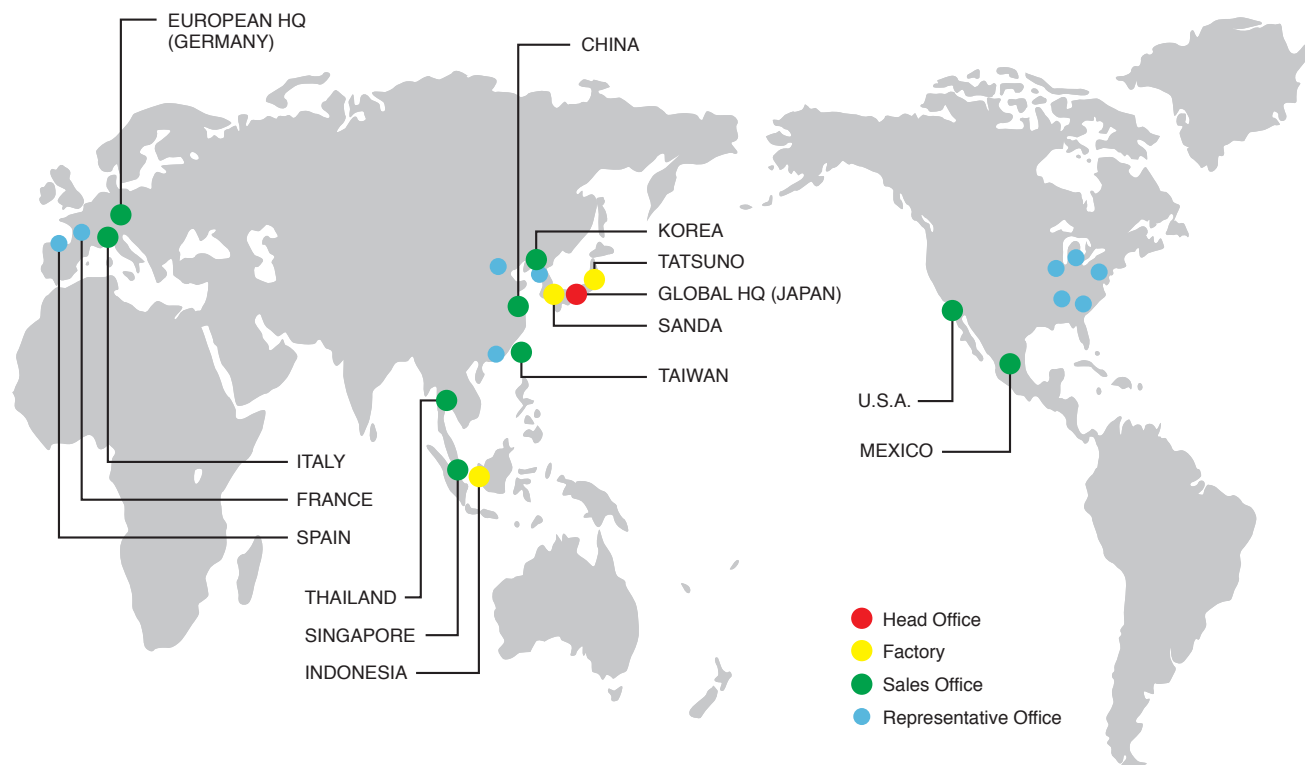 EUROPEAN HQ
(GERMANY)
CHINA
KOREA
TATSUNO
GLOBAL HQ (JAPAN)
SANDA
TAIWAN
U.S.A.
MEXICO
ITALY
FRANCE
SPAIN
THAILAND
SINGAPORE
INDONESIA
Head Office
Factory
Sales Office
Representative Office